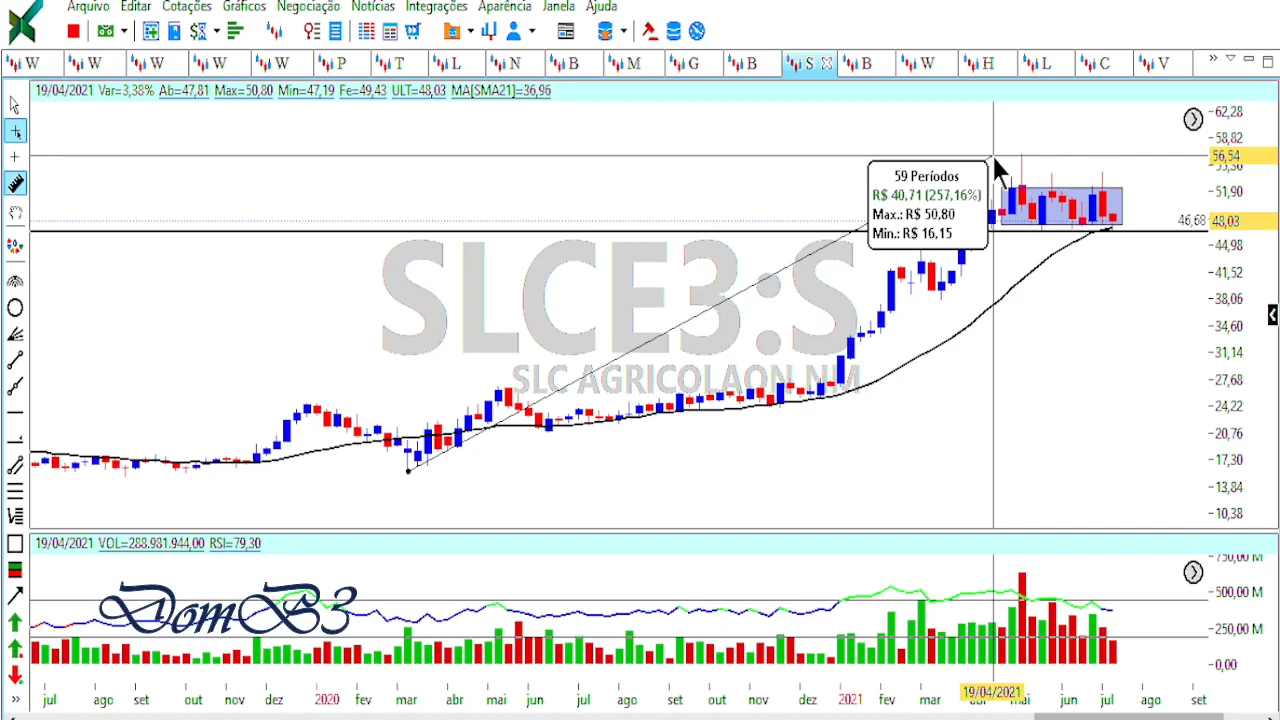 Arquivo Editar Cotações Gráficos Negociação Notícias Integrações Aparência Janela Ajuda
W W W W W P T L N B M G B S B W H L C V
19/04/2021 Var=3,38% Ab=47,81 Max=50,80 Min=47,19 Fe=49,43 ULT=48,03 MA[SMA21]=36,96
62,28
58,82
56,54
55,30
51,90
46,68 48,03
44,98
41,52
38,06
34,60
31,14
27,68
24,22
20,76
17,30
13,84
10,38
59 Períodos
R$ 40,71 (257,16%)
Max.: R$ 50,80
Min.: R$ 16,15
SLCE3:S
SLC AGRICOLAON NM
19/04/2021 VOL=288.981.944,00 RSI=79,30
750,00 M
500,00 M
250,00 M
0,00
DomB3
jul ago set out nov dez 2020 fev mar abr mai jun jul ago set out nov dez 2021 fev mar abr 19/04/2021 mai jun jul ago set